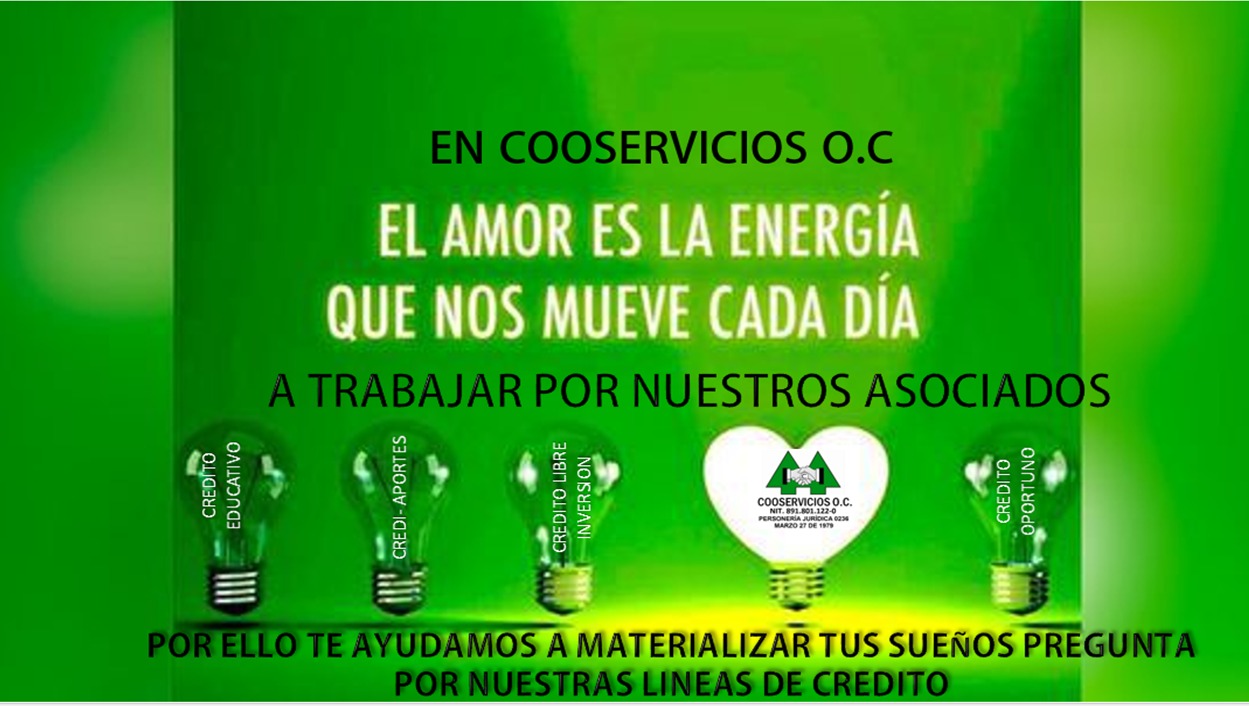 EN COOSERVICIOS O.C
EL AMOR ES LA ENERGÍA
QUE NOS MUEVE CADA DÍA
A TRABAJAR POR NUESTROS ASOCIADOS
CREDITO
EDUCATIVO
CREDI- APORTES
CREDITO LIBRE
INVERSION
COOSERVICIOS O.C.
NIT. 891.801.122-0
PERSONERÍA JURÍDICA 0236
MARZO 27 DE 1979
CREDITO
OPORTUNO
POR ELLO TE AYUDAMOS A MATERIALIZAR TUS SUEÑOS PREGUNTA
POR NUESTRAS LINEAS DE CREDITO